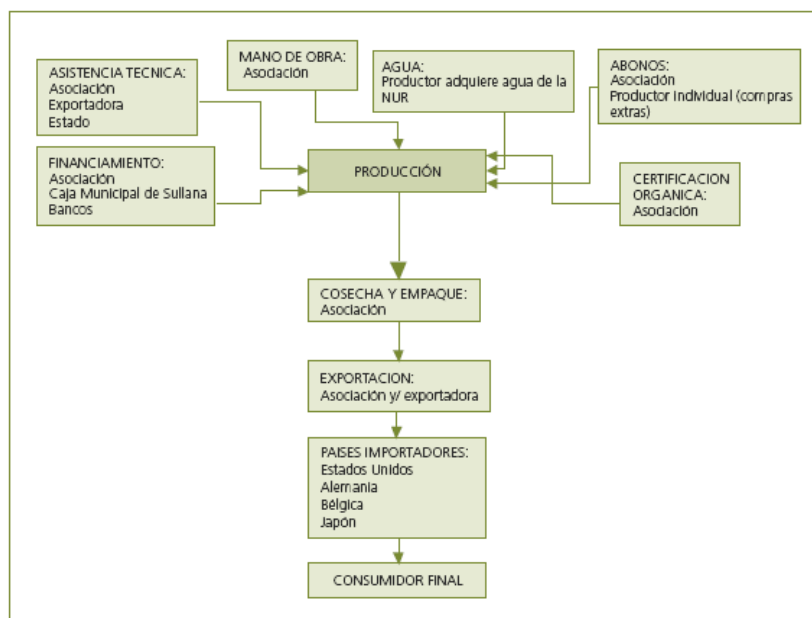 ASISTENCIA TECNICA:
Asociación
Exportadora
Estado
MANO DE OBRA:
Asociación
AGUA:
Productor adquiere agua de la
NUR
ABONOS:
Asociación
Productor individual (compras
extras)
FINANCIAMIENTO:
Asociación
Caja Municipal de Sullana
Bancos
PRODUCCIÓN
CERTIFICACION
ORGANICA:
Asociación
COSECHA Y EMPAQUE:
Asociación
EXPORTACION:
Asociación y/ exportadora
PAISES IMPORTADORES:
Estados Unidos
Alemania
Bélgica
Japón
CONSUMIDOR FINAL